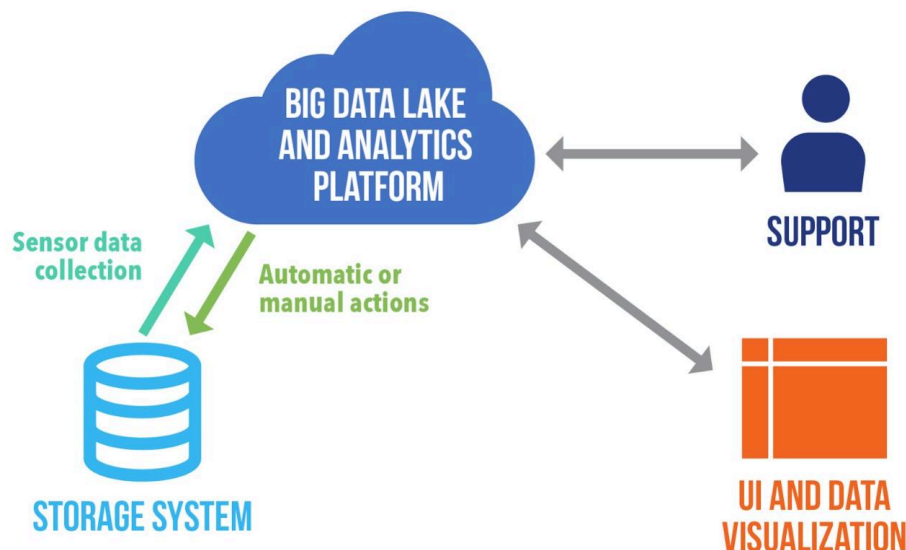 BIG DATA LAKE
AND ANALYTICS
PLATFORM
SUPPORT
Sensor data
collection
Automatic or
manual actions
STORAGE SYSTEM
UI AND DATA
VISUALIZATION